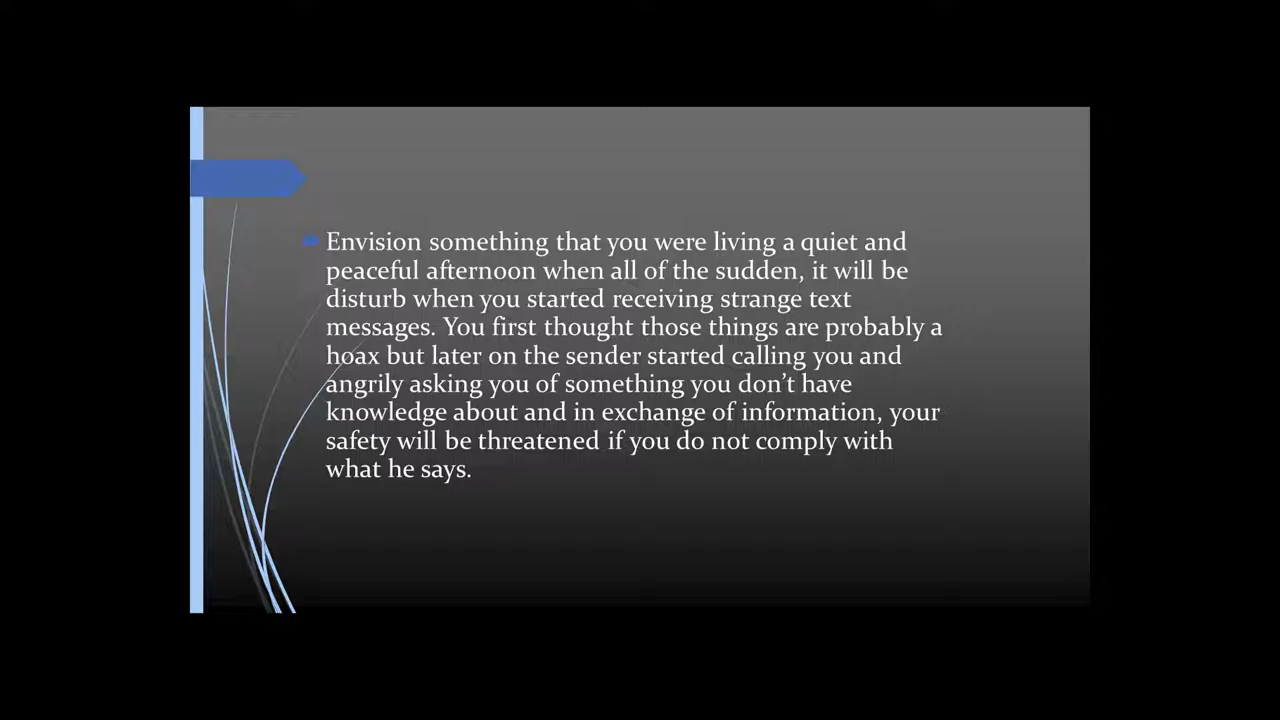 Envision something that you were living a quiet and
peaceful afternoon when all of the sudden, it will be
disturb when you started receiving strange text
messages. You first thought those things are probably a
hoax but later on the sender started calling you and
angrily asking you of something you don't have
knowledge about and in exchange of information, your
safety will be threatened if you do not comply with
what he says.